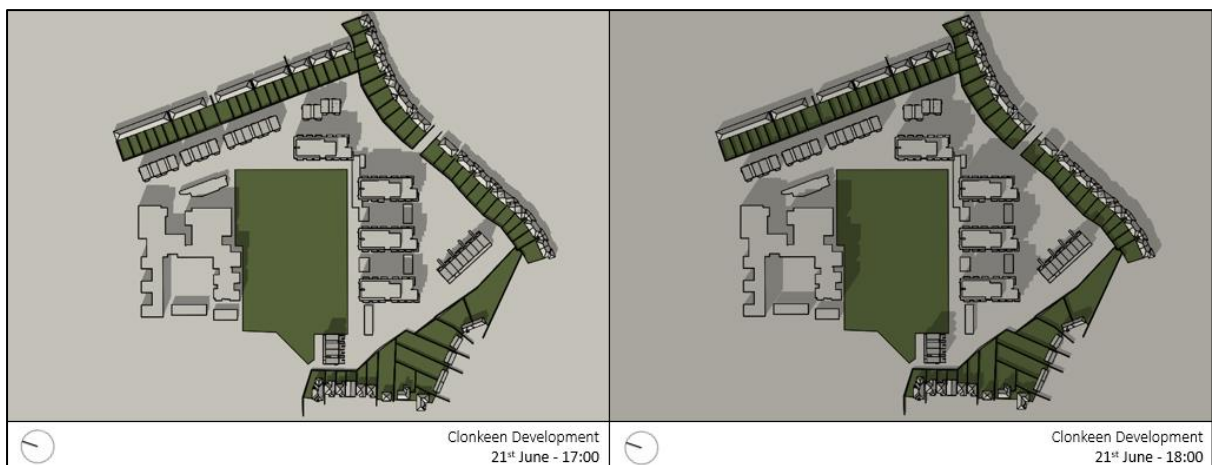 Clonkeen Development
21st June - 17:00
Clonkeen Development
21st June - 18:00